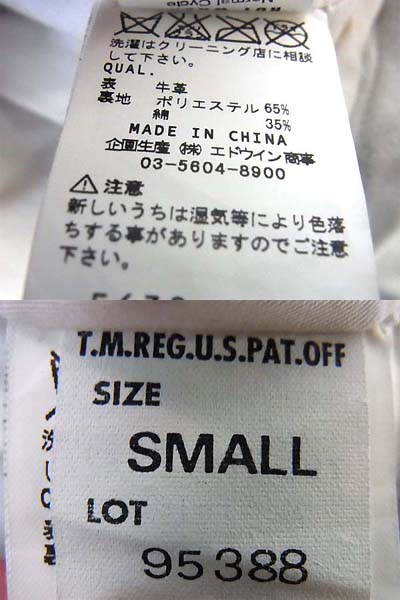 Normal Cycle
洗濯はクリーニング店に相談
して下さい。
QUAL.
表 牛革
裏地 ポリエステル 65%
綿 35%
MADE IN CHINA
企画生産 ㈱ エドウイン商事
03-5604-8900
⚠注意
新しいうちは湿気等により色落
ちする事がありますのでご注意
下さい。
T.M.REG.U.S.PAT.OFF
SIZE
SMALL
LOT
95388